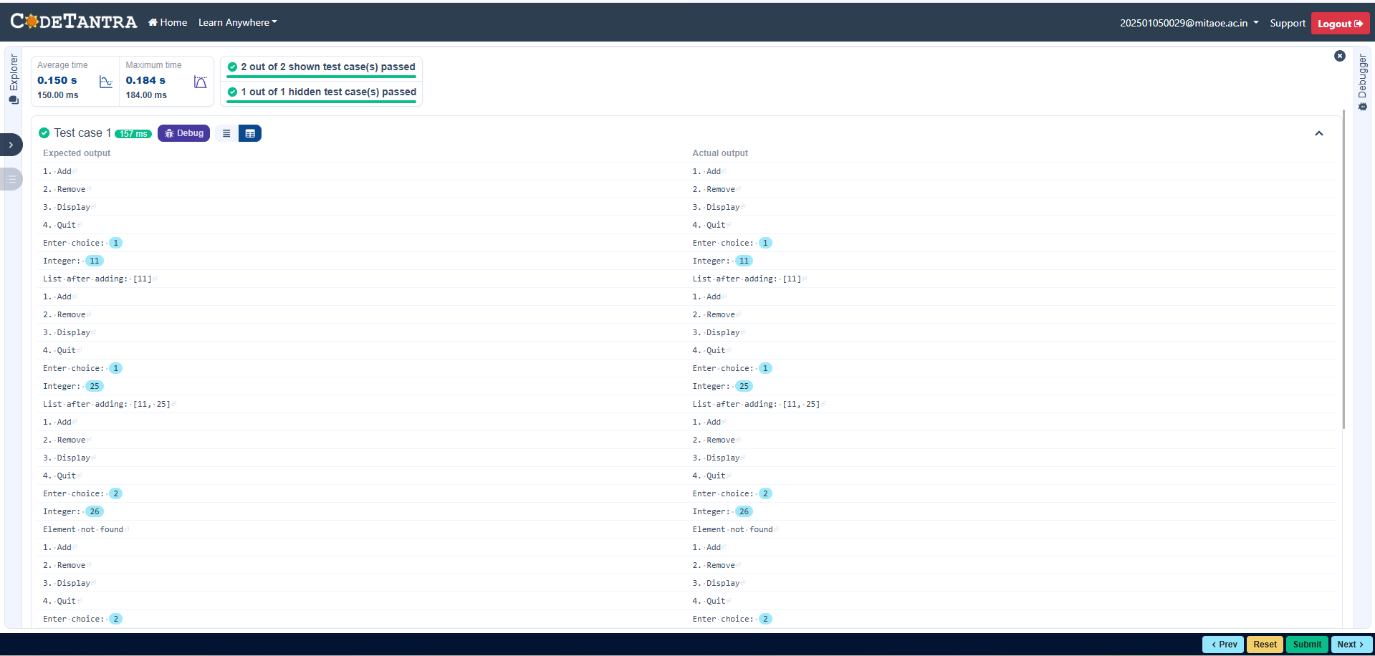 CODETANTRA Home Learn Anywhere 202501050029@mitaoe.ac.in Support Logout
Explorer
Debugger
Average time
0.150 s
150.00 ms
Maximum time
0.184 s
184.00 ms
2 out of 2 shown test case(s) passed
1 out of 1 hidden test case(s) passed
Test case 1 157 ms Debug
Expected output Actual output
1. Add 1. Add
2. Remove 2. Remove
3. Display 3. Display
4. Quit 4. Quit
Enter choice: 1 Enter choice: 1
Integer: 11 Integer: 11
List after adding: [11] List after adding: [11]
1. Add 1. Add
2. Remove 2. Remove
3. Display 3. Display
4. Quit 4. Quit
Enter choice: 1 Enter choice: 1
Integer: 25 Integer: 25
List after adding: [11, 25] List after adding: [11, 25]
1. Add 1. Add
2. Remove 2. Remove
3. Display 3. Display
4. Quit 4. Quit
Enter choice: 2 Enter choice: 2
Integer: 26 Integer: 26
Element not found Element not found
1. Add 1. Add
2. Remove 2. Remove
3. Display 3. Display
4. Quit 4. Quit
Enter choice: 2 Enter choice: 2
< Prev Reset Submit Next >